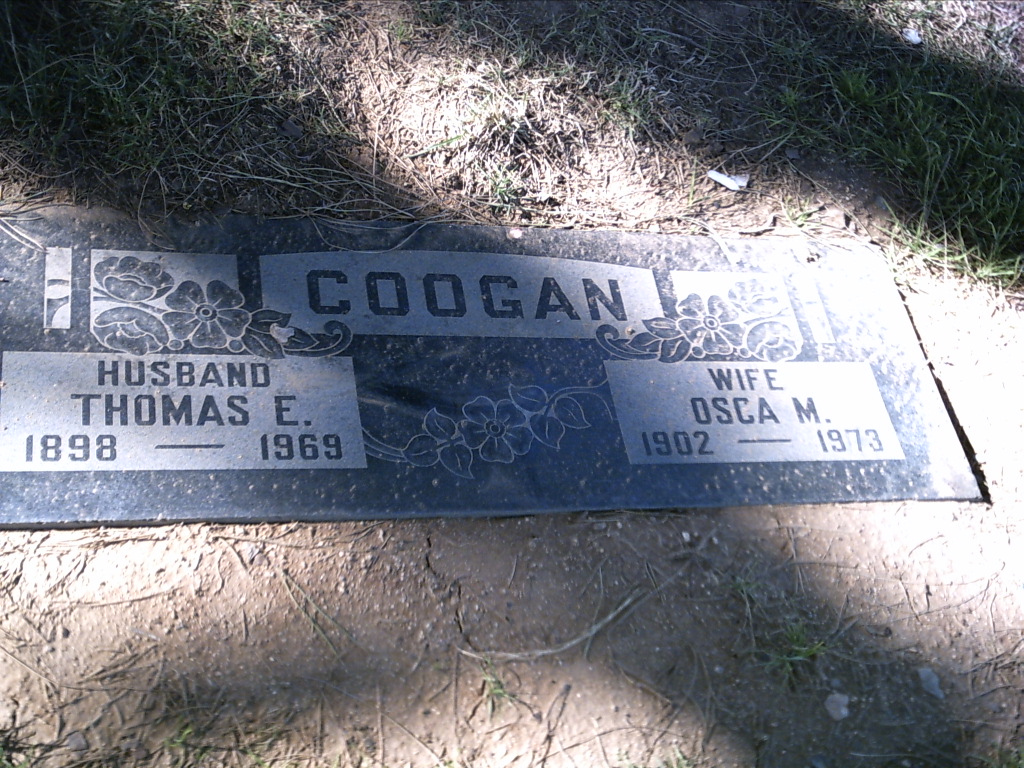 COOGAN
HUSBAND
THOMAS E.
1898 — 1969
WIFE
OSCA M.
1902 — 1973